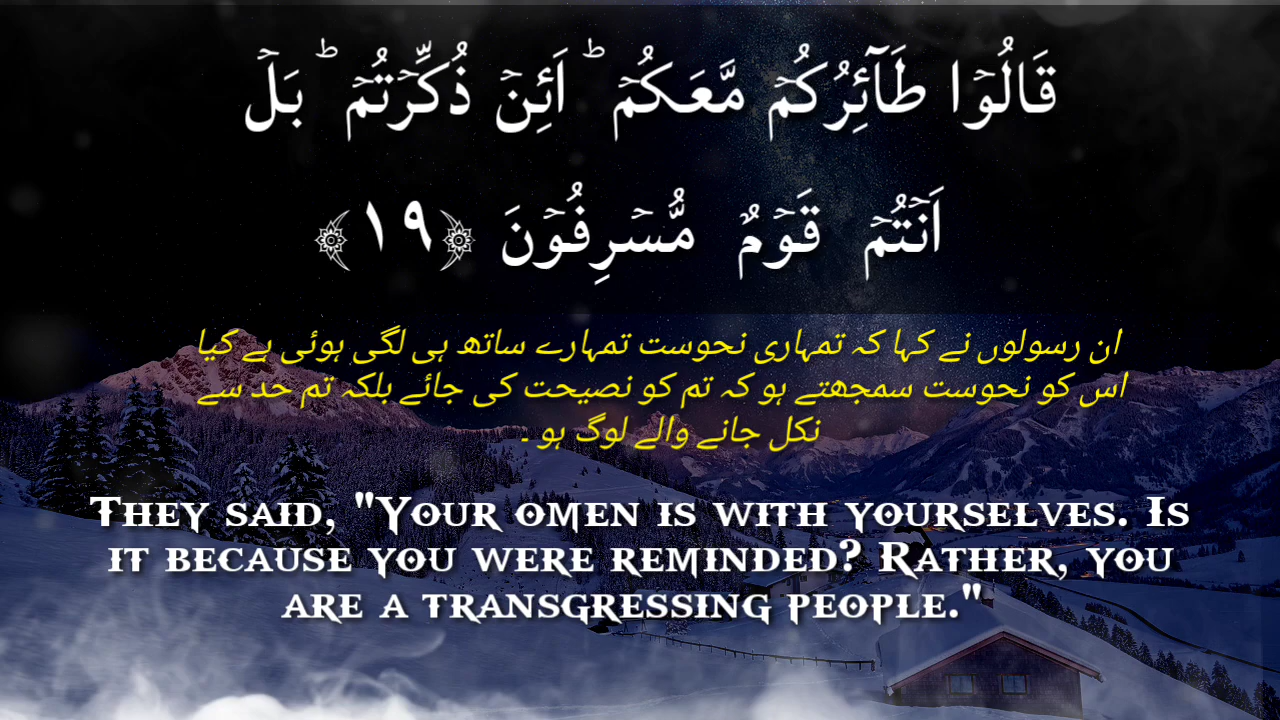 قَالُوۡا طَآئِرُكُمۡ مَّعَكُمۡ ؕ اَئِنۡ ذُكِّرۡتُمۡ ؕ بَلۡ
اَنۡتُمۡ قَوۡمٌ مُّسۡرِفُوۡنَ ﴿۱۹﴾
ان رسولوں نے کہا کہ تمہاری نحوست تمہارے ساتھ ہی لگی ہوئی ہے کیا
اس کو نحوست سمجھتے ہو کہ تم کو نصیحت کی جائے بلکہ تم حد سے
نکل جانے والے لوگ ہو ۔
They said, "Your omen is with yourselves. Is
it because you were reminded? Rather, you
are a transgressing people."